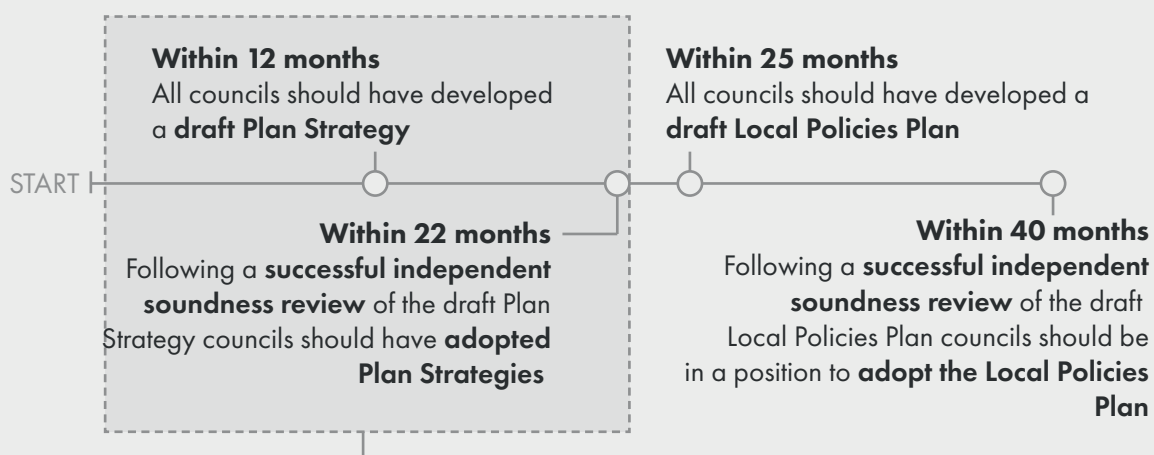 Within 12 months
All councils should have developed
a draft Plan Strategy
Within 25 months
All councils should have developed a
draft Local Policies Plan
START
Within 22 months
Following a successful independent
soundness review of the draft Plan
Strategy councils should have adopted
Plan Strategies
Within 40 months
Following a successful independent
soundness review of the draft
Local Policies Plan councils should be
in a position to adopt the Local Policies
Plan